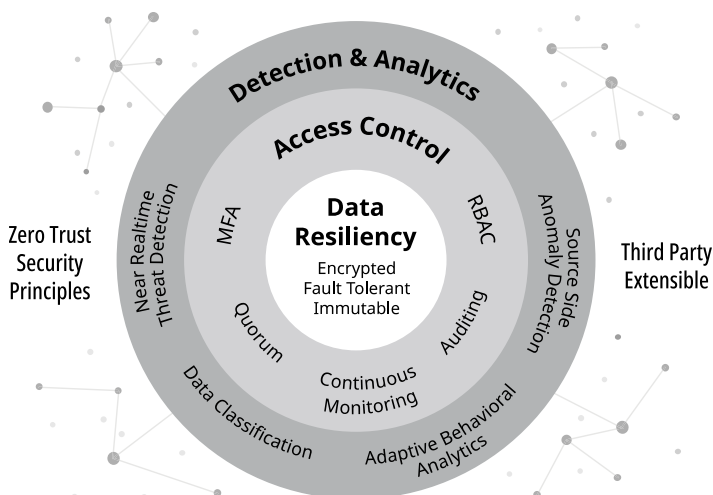 Detection & Analytics
Access Control
Data
Resiliency
Encrypted
Fault Tolerant
Immutable
MFA
RBAC
Quorum
Auditing
Continuous
Monitoring
Near Realtime
Threat Detection
Source Side
Anomaly Detection
Data Classification
Adaptive Behavioral
Analytics
Zero Trust
Security
Principles
Third Party
Extensible